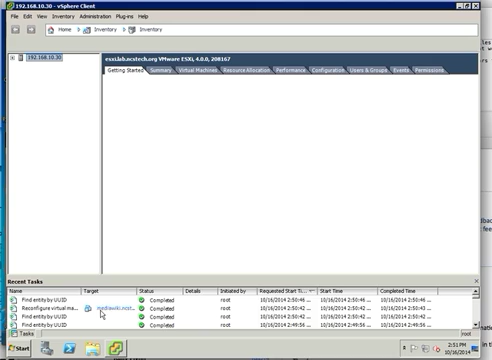 192.168.10.30 - vSphere Client
File Edit View Inventory Administration Plug-ins Help
Home Inventory Inventory
192.168.10.30
esxi.lab.ncstech.org VMware ESXi, 4.0.0, 208167
Getting Started Summary Virtual Machines Resource Allocation Performance Configuration Users & Groups Events Permissions
Recent Tasks
Name Target Status Details Initiated by Requested Start Ti... Start Time Completed Time
Find entity by UUID Completed root 10/16/2014 2:50:46 ... 10/16/2014 2:50:46 ... 10/16/2014 2:50:46 ...
Reconfigure virtual ma... mediawiki.ncst... Completed root 10/16/2014 2:50:42 ... 10/16/2014 2:50:42 ... 10/16/2014 2:50:43 ...
Find entity by UUID Completed root 10/16/2014 2:50:42 ... 10/16/2014 2:50:42 ... 10/16/2014 2:50:42 ...
Find entity by UUID Completed root 10/16/2014 2:49:56 ... 10/16/2014 2:49:56 ... 10/16/2014 2:49:56 ...
Tasks root
Start 2:51 PM
10/16/2014